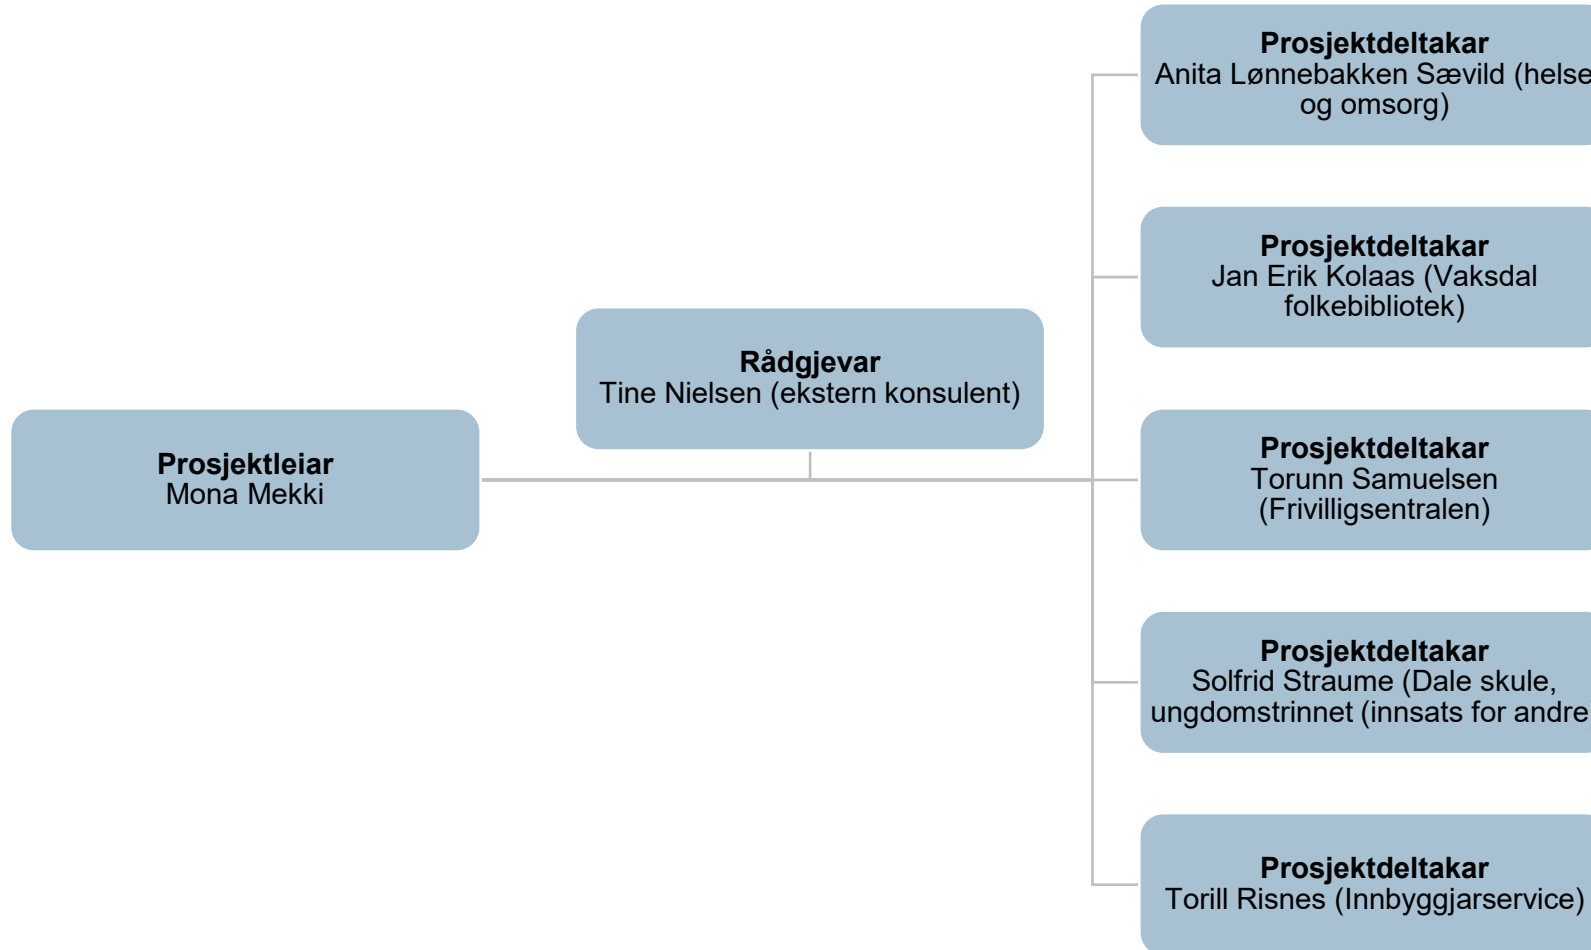 Prosjektleiar
Mona Mekki
Rådgjevar
Tine Nielsen (ekstern konsulent)
Prosjektdeltakar
Anita Lønnebakken Sævild (helse
og omsorg)
Prosjektdeltakar
Jan Erik Kolaas (Vaksdal
folkebibliotek)
Prosjektdeltakar
Torunn Samuelsen
(Frivilligsentralen)
Prosjektdeltakar
Solfrid Straume (Dale skule,
ungdomstrinnet (innsats for andre
Prosjektdeltakar
Torill Risnes (Innbyggjarservice)